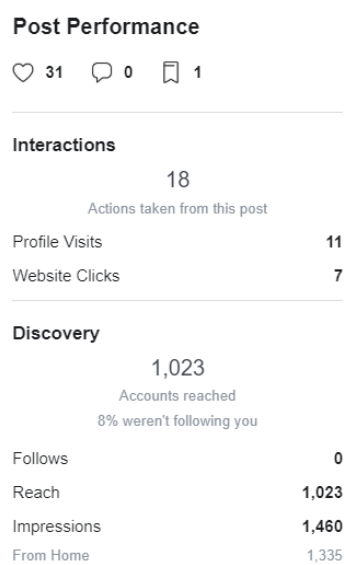 Post Performance
31 0 1
Interactions
18
Actions taken from this post
Profile Visits 11
Website Clicks 7
Discovery
1,023
Accounts reached
8% weren't following you
Follows 0
Reach 1,023
Impressions 1,460
From Home 1,335